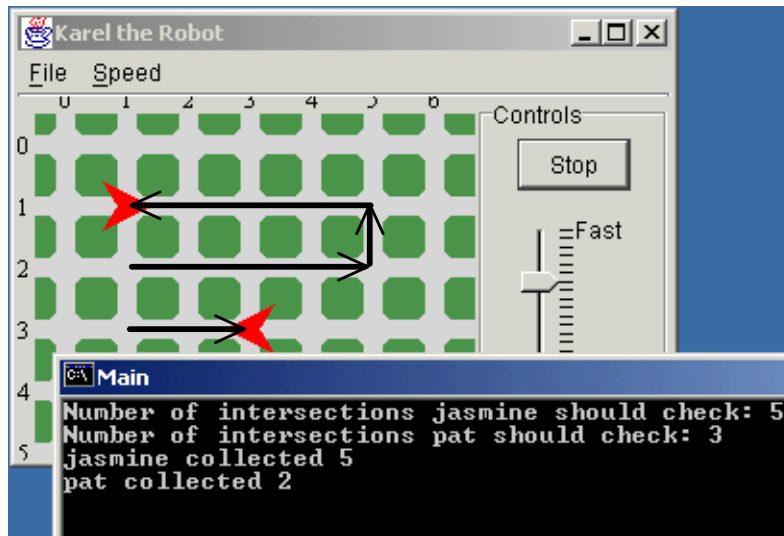 Karel the Robot
File Speed
0 1 2 3 4 5 6
Controls
0
Stop
1
Fast
2
3
4
5
Main
Number of intersections jasmine should check: 5
Number of intersections pat should check: 3
jasmine collected 5
pat collected 2